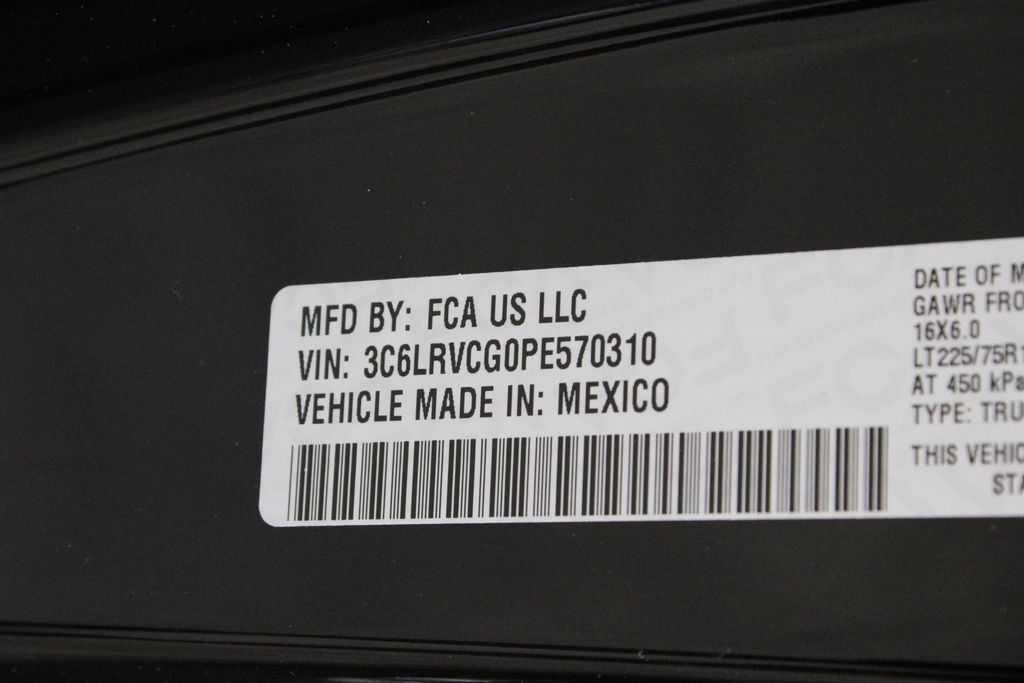 MFD BY: FCA US LLC
VIN: 3C6LRVCG0PE570310
VEHICLE MADE IN: MEXICO
DATE OF M
GAWR FRO
16X6.0
LT225/75R1
AT 450 kPa
TYPE: TRU
THIS VEHIC
STA